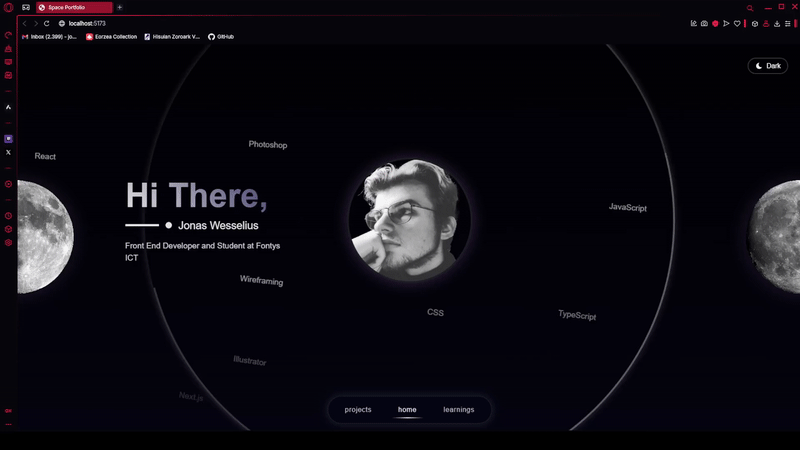 Space Portfolio
localhost:5173
Inbox (2.399) - jo...
Eorzea Collection
Hisuian Zoroark V...
GitHub
Dark
Photoshop
React
Hi There,
JavaScript
Jonas Wesselius
Front End Developer and Student at Fontys
ICT
Wireframing
CSS
TypeScript
Illustrator
Next.js
projects
home
learnings